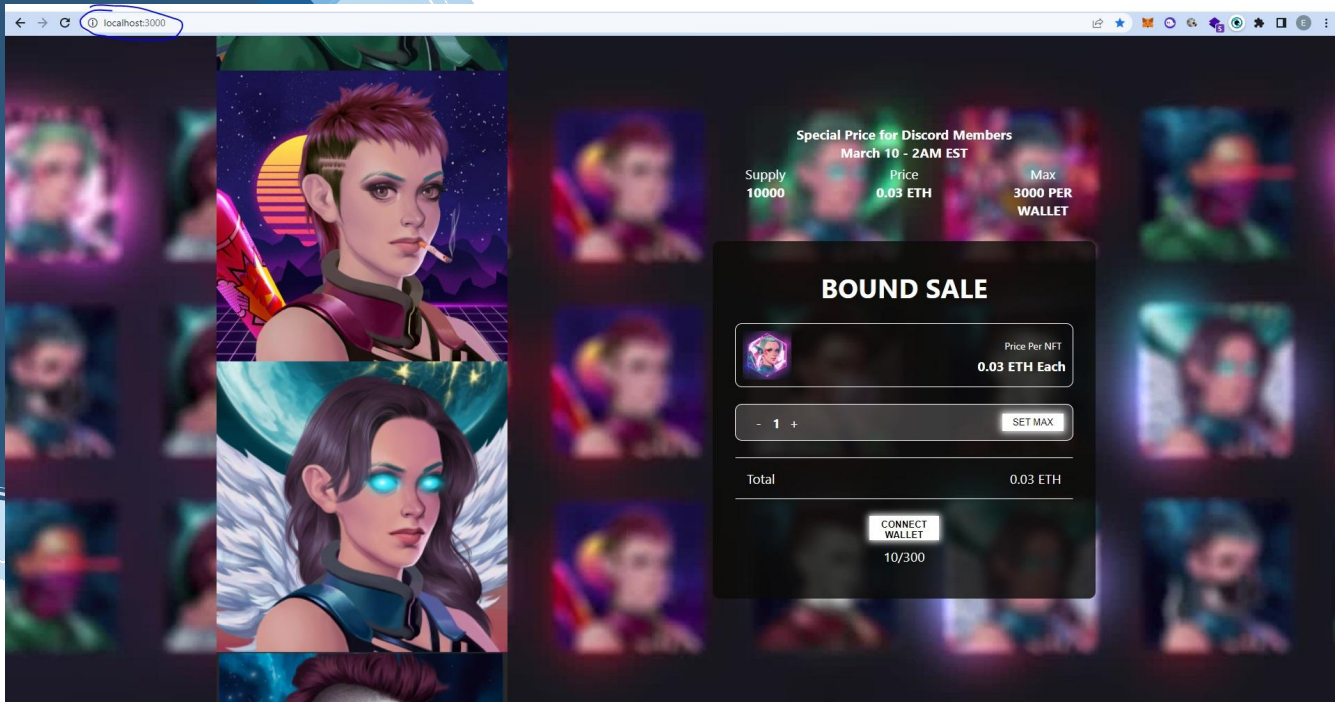 localhost:3000
Special Price for Discord Members
March 10 - 2AM EST
Supply
10000
Price
0.03 ETH
Max
3000 PER
WALLET
BOUND SALE
Price Per NFT
0.03 ETH Each
- 1 +
SET MAX
Total
0.03 ETH
CONNECT
WALLET
10/300
5
E